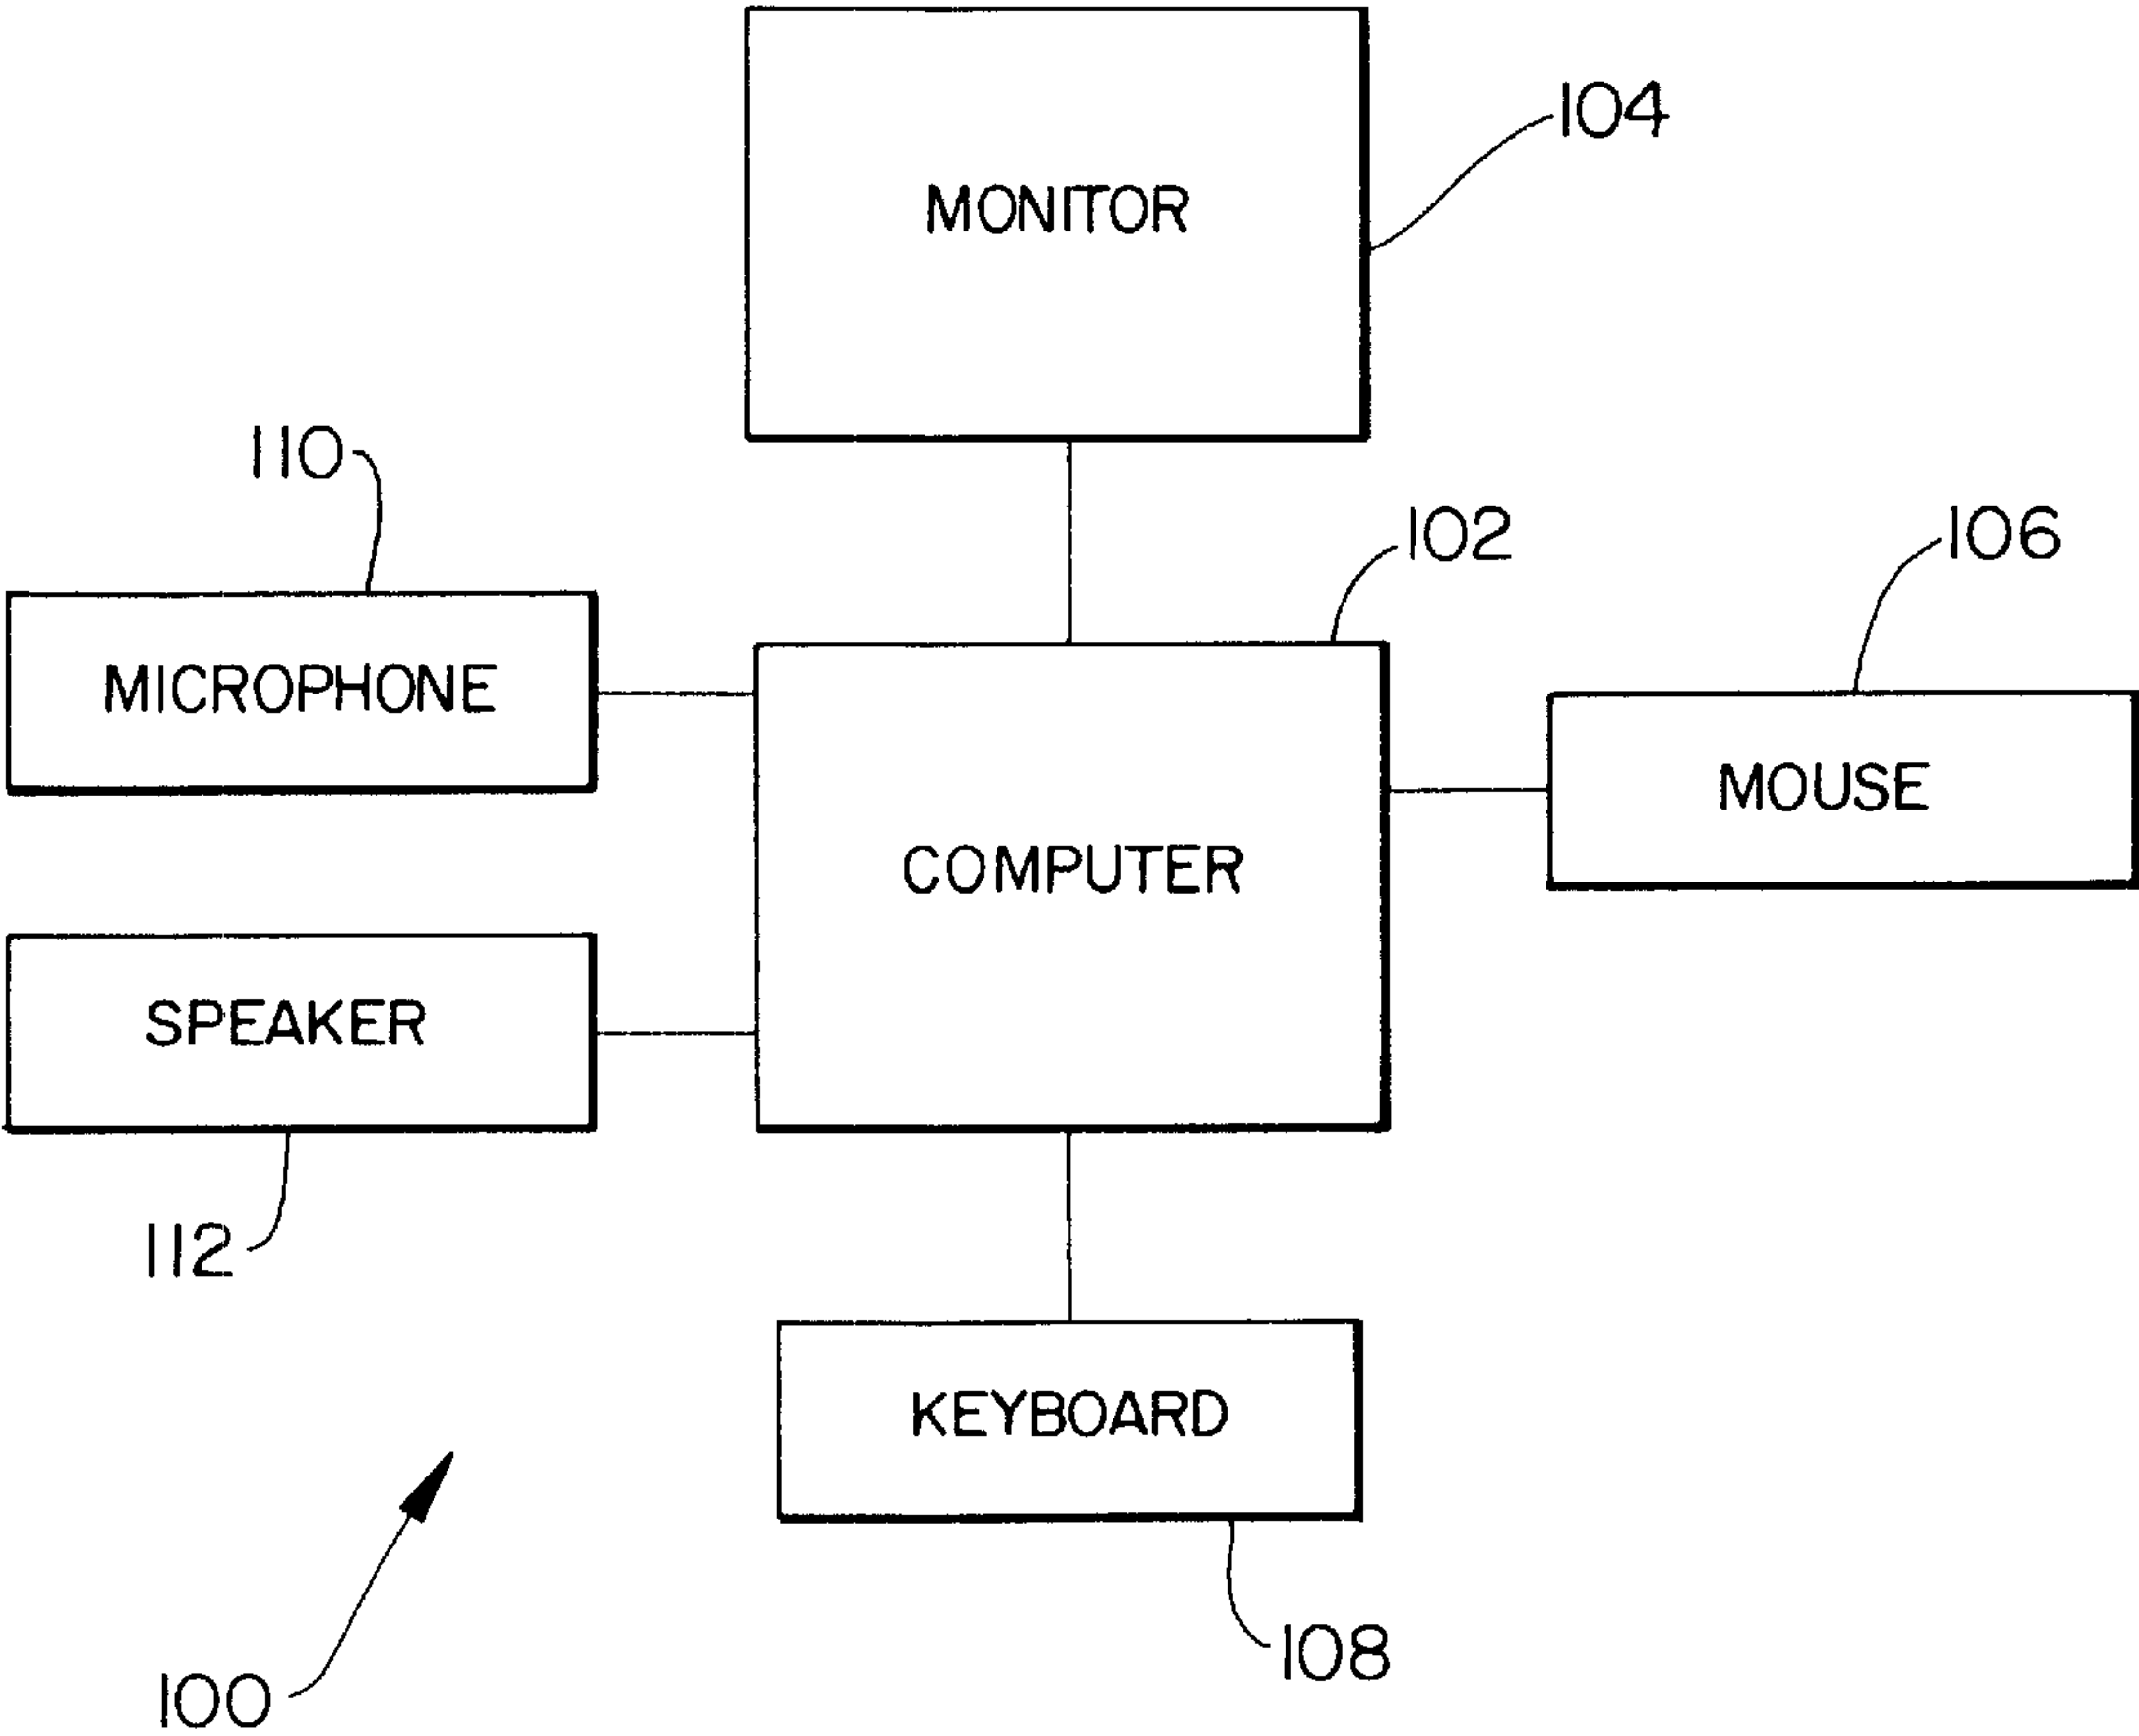 MONITOR
104
110
102
106
MICROPHONE
MOUSE
COMPUTER
SPEAKER
112
KEYBOARD
108
100